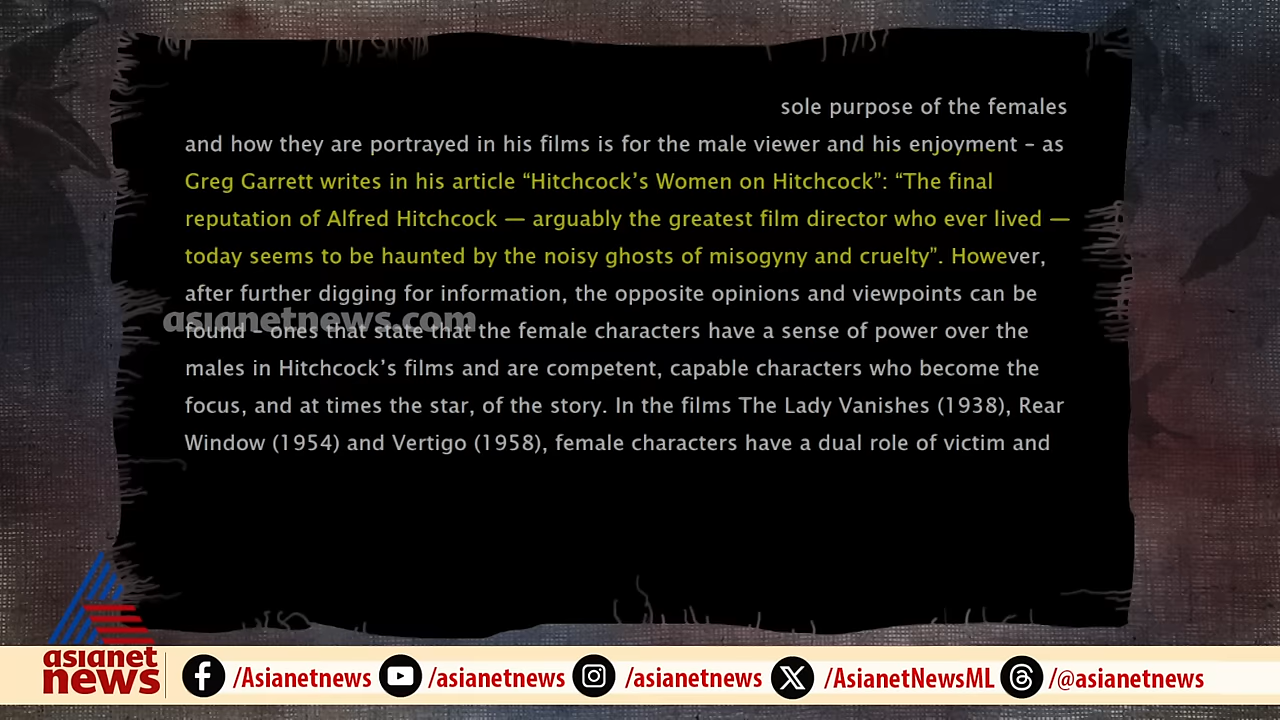 sole purpose of the females
and how they are portrayed in his films is for the male viewer and his enjoyment – as
Greg Garrett writes in his article “Hitchcock’s Women on Hitchcock”: “The final
reputation of Alfred Hitchcock — arguably the greatest film director who ever lived —
today seems to be haunted by the noisy ghosts of misogyny and cruelty”. However,
after further digging for information, the opposite opinions and viewpoints can be
asianetnews.com
found – ones that state that the female characters have a sense of power over the
males in Hitchcock’s films and are competent, capable characters who become the
focus, and at times the star, of the story. In the films The Lady Vanishes (1938), Rear
Window (1954) and Vertigo (1958), female characters have a dual role of victim and
asianet
news
/Asianetnews
/asianetnews
/asianetnews
/AsianetNewsML
/@asianetnews